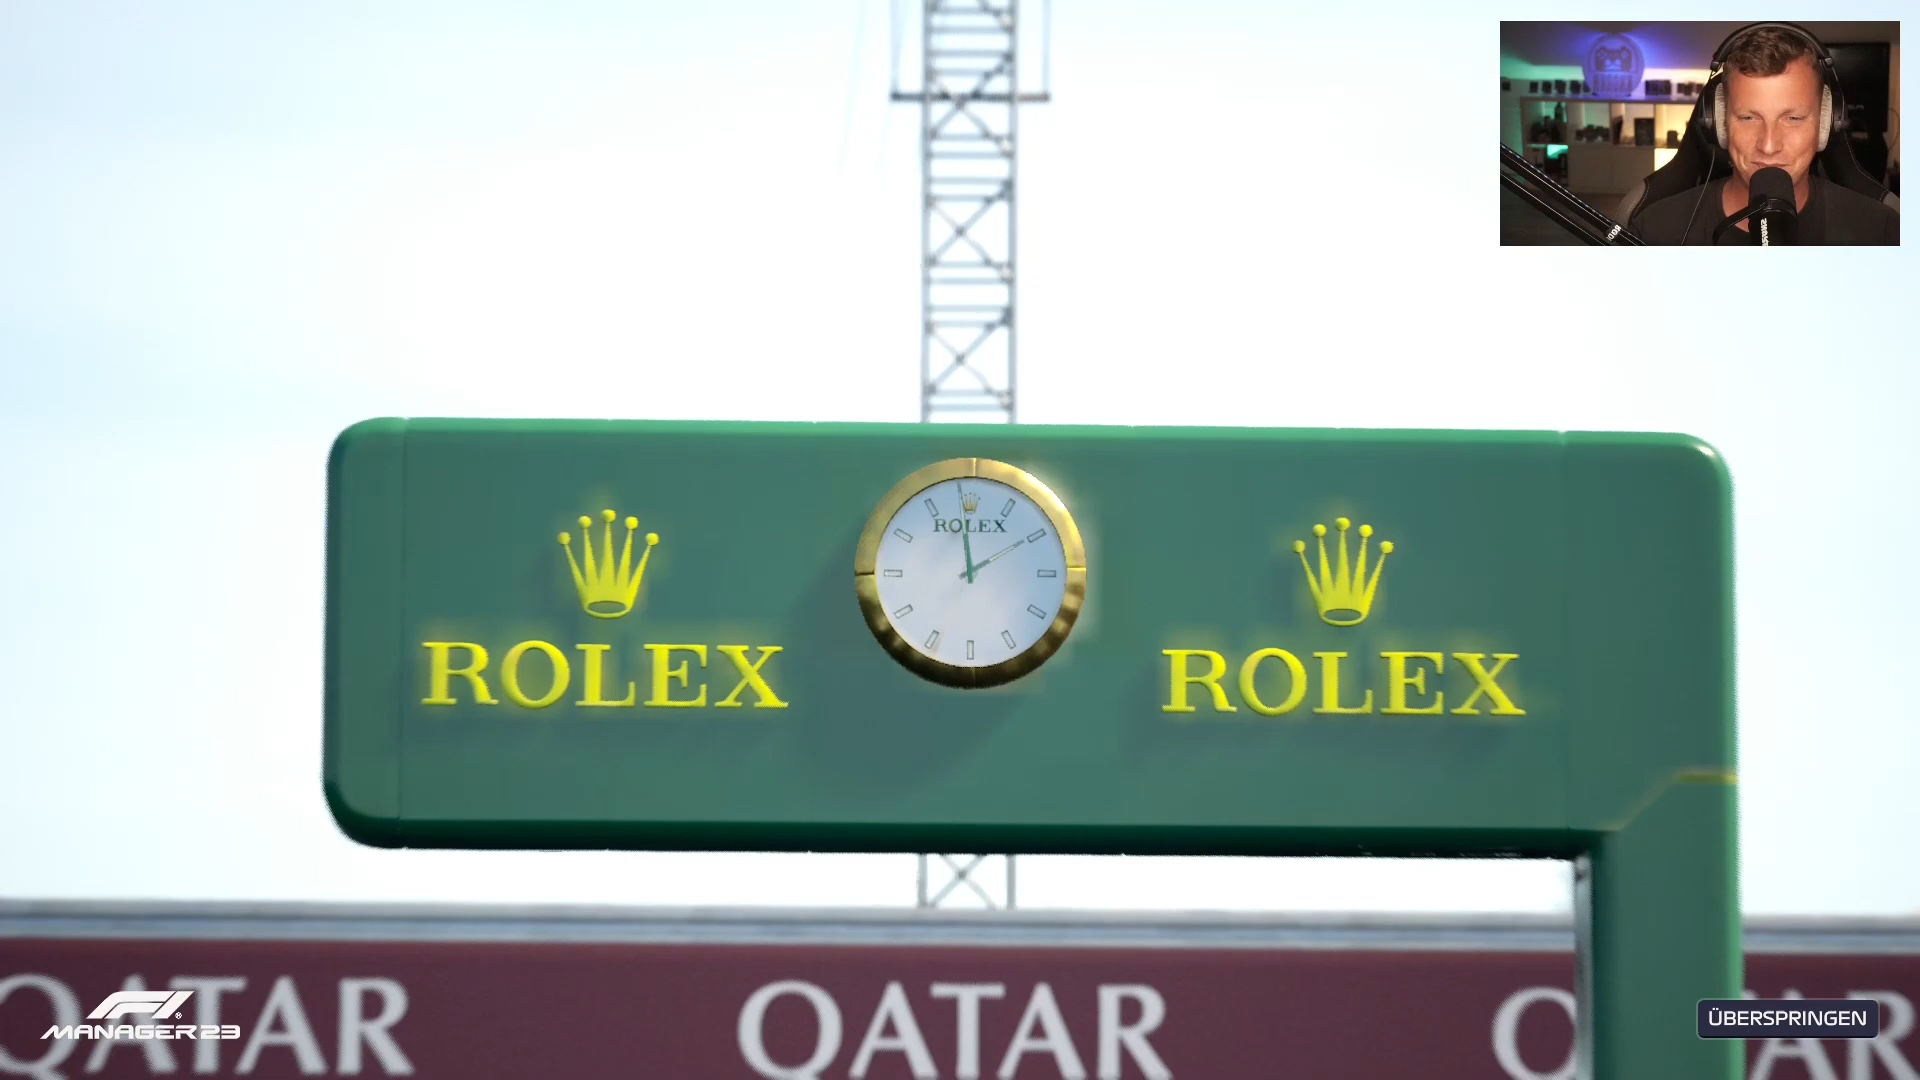 ROLEX
ROLEX
ROLEX
QATAR
QATAR
QATAR
F1
MANAGER 23
ÜBERSPRINGEN